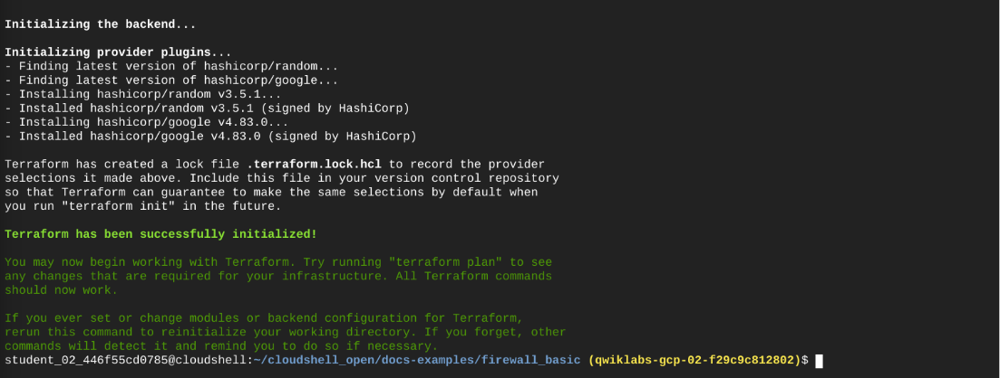 Initializing the backend...
Initializing provider plugins...
- Finding latest version of hashicorp/random...
- Finding latest version of hashicorp/google...
- Installing hashicorp/random v3.5.1...
- Installed hashicorp/random v3.5.1 (signed by HashiCorp)
- Installing hashicorp/google v4.83.0...
- Installed hashicorp/google v4.83.0 (signed by HashiCorp)
Terraform has created a lock file .terraform.lock.hcl to record the provider
selections it made above. Include this file in your version control repository
so that Terraform can guarantee to make the same selections by default when
you run "terraform init" in the future.
Terraform has been successfully initialized!
You may now begin working with Terraform. Try running "terraform plan" to see
any changes that are required for your infrastructure. All Terraform commands
should now work.
If you ever set or change modules or backend configuration for Terraform,
rerun this command to reinitialize your working directory. If you forget, other
commands will detect it and remind you to do so if necessary.
student_02_446f55cd0785@cloudshell:~/cloudshell_open/docs-examples/firewall_basic (qwiklabs-gcp-02-f29c9c812802)$